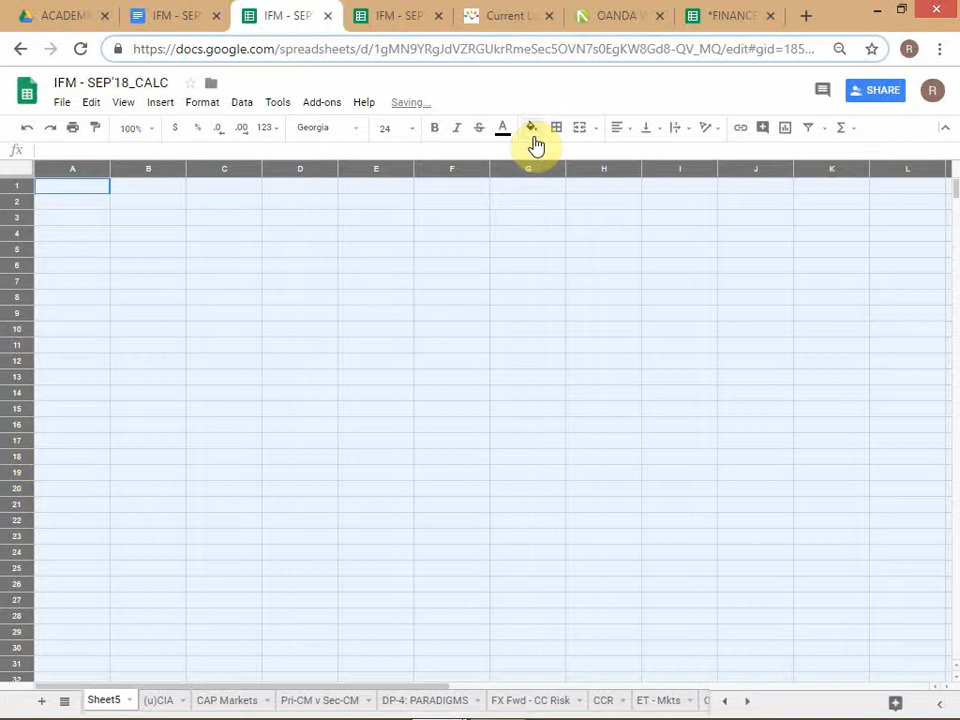 ACADEM
IFM - SEP'
IFM - SEP'
IFM - SEP'
Current L
OANDA
*FINANCE
https://docs.google.com/spreadsheets/d/1gMN9YRgJdVZRGUkrRmeSec5OVN7s0EgKW8Gd8-QV_MQ/edit#gid=185...
R
IFM - SEP'18_CALC
SHARE
R
File Edit View Insert Format Data Tools Add-ons Help Saving...
100% $ % .0 .00 123 Georgia 24 B I S A Σ
fx
A B C D E F G H I J K L
1
2
3
4
5
6
7
8
9
10
11
12
13
14
15
16
17
18
19
20
21
22
23
24
25
26
27
28
29
30
31
32
Sheet5 (u)CIA CAP Markets Pri-CM v Sec-CM DP-4: PARADIGMS FX Fwd - CC Risk CCR ET - Mkts